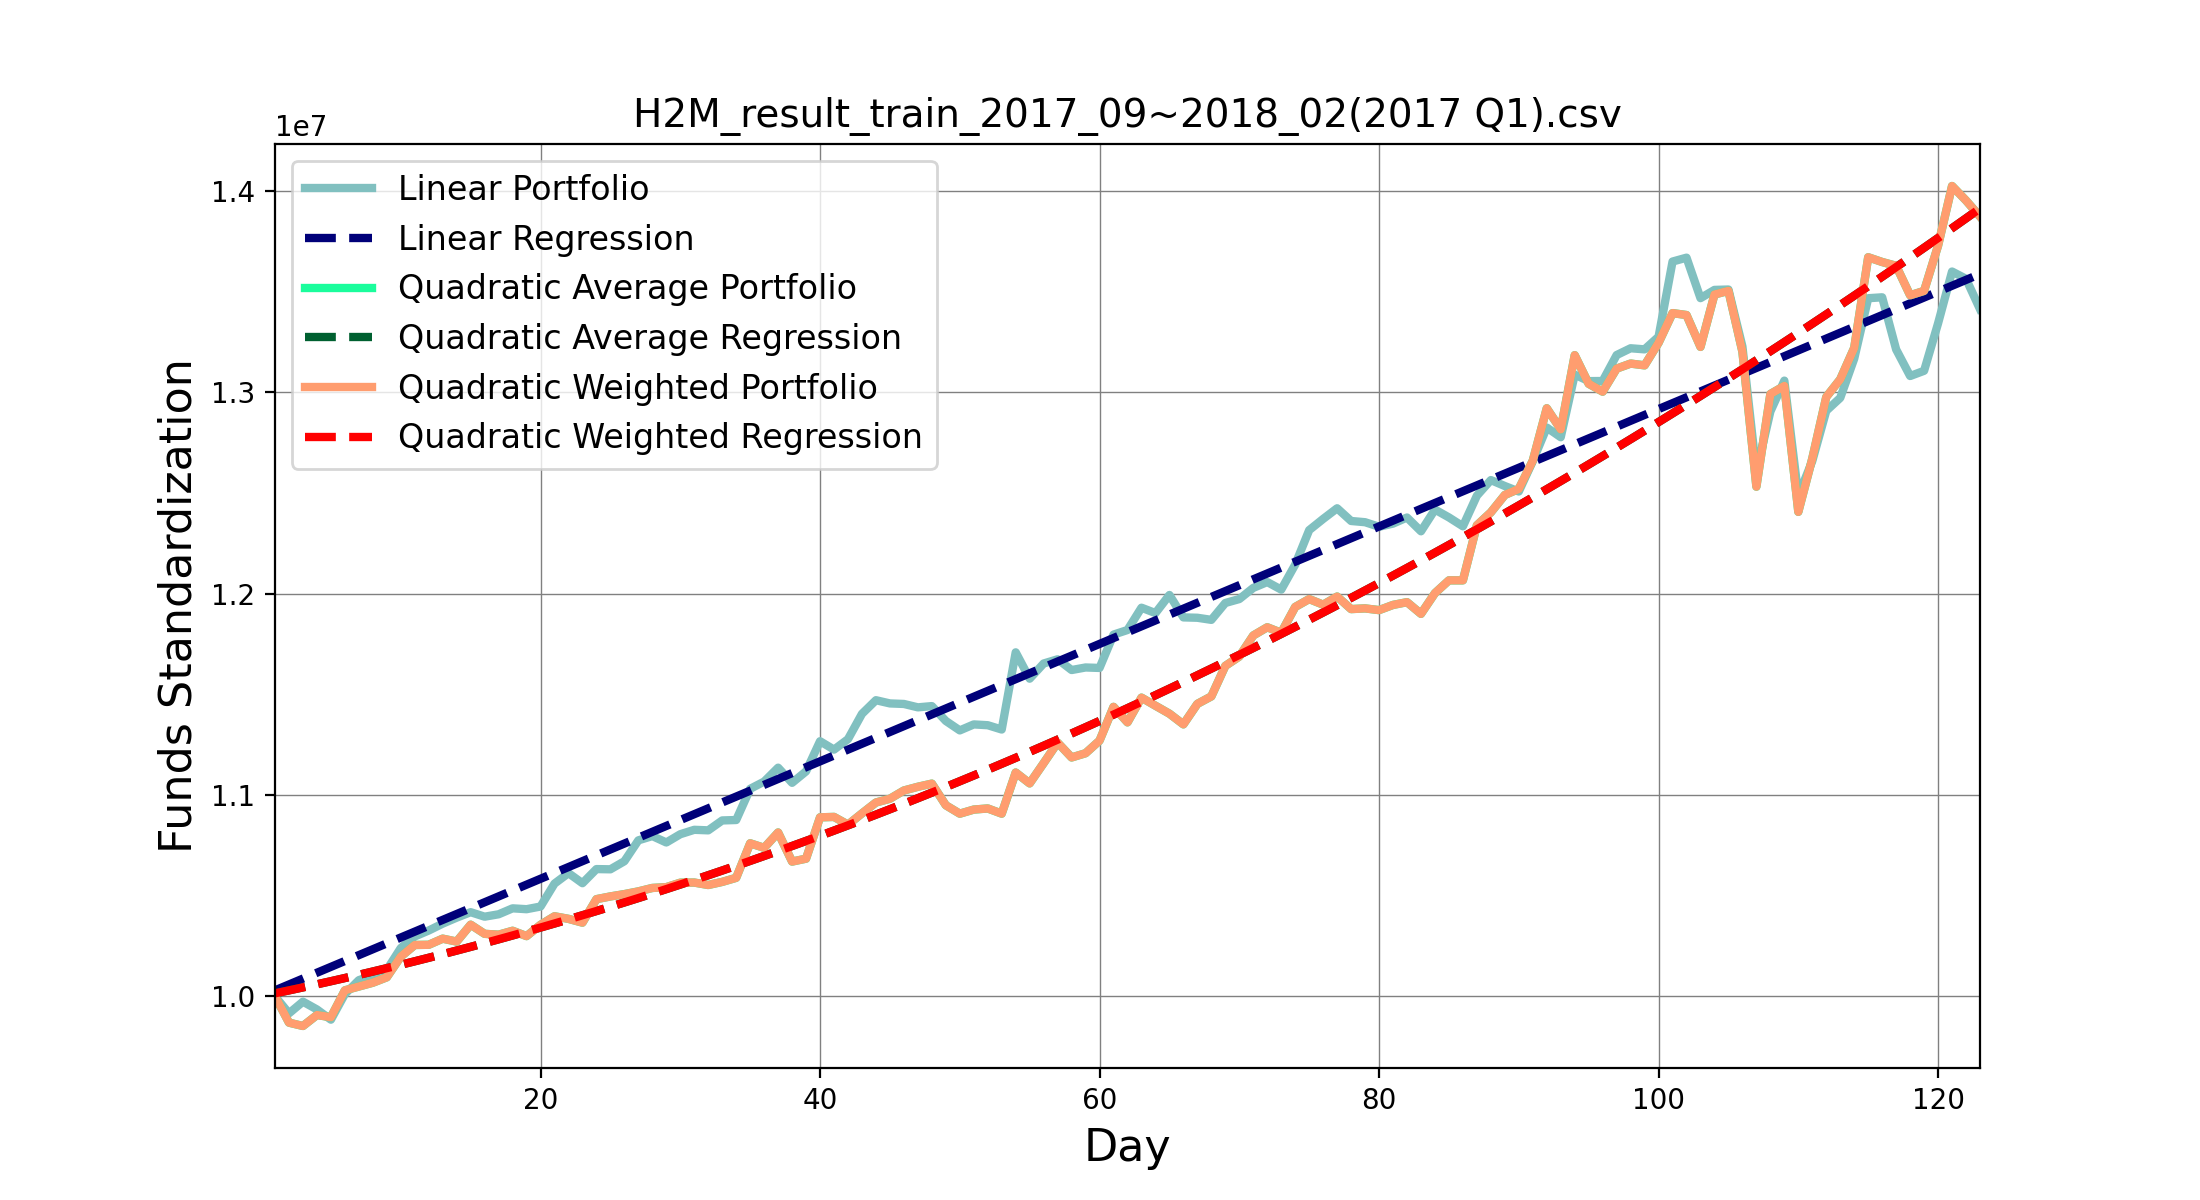 H2M_result_train_2017_09~2018_02(2017 Q1).csv
1e7
Linear Portfolio
Linear Regression
Quadratic Average Portfolio
Quadratic Average Regression
Quadratic Weighted Portfolio
Quadratic Weighted Regression
1.4
1.3
1.2
1.1
1.0
Funds Standardization
20 40 60 80 100 120
Day